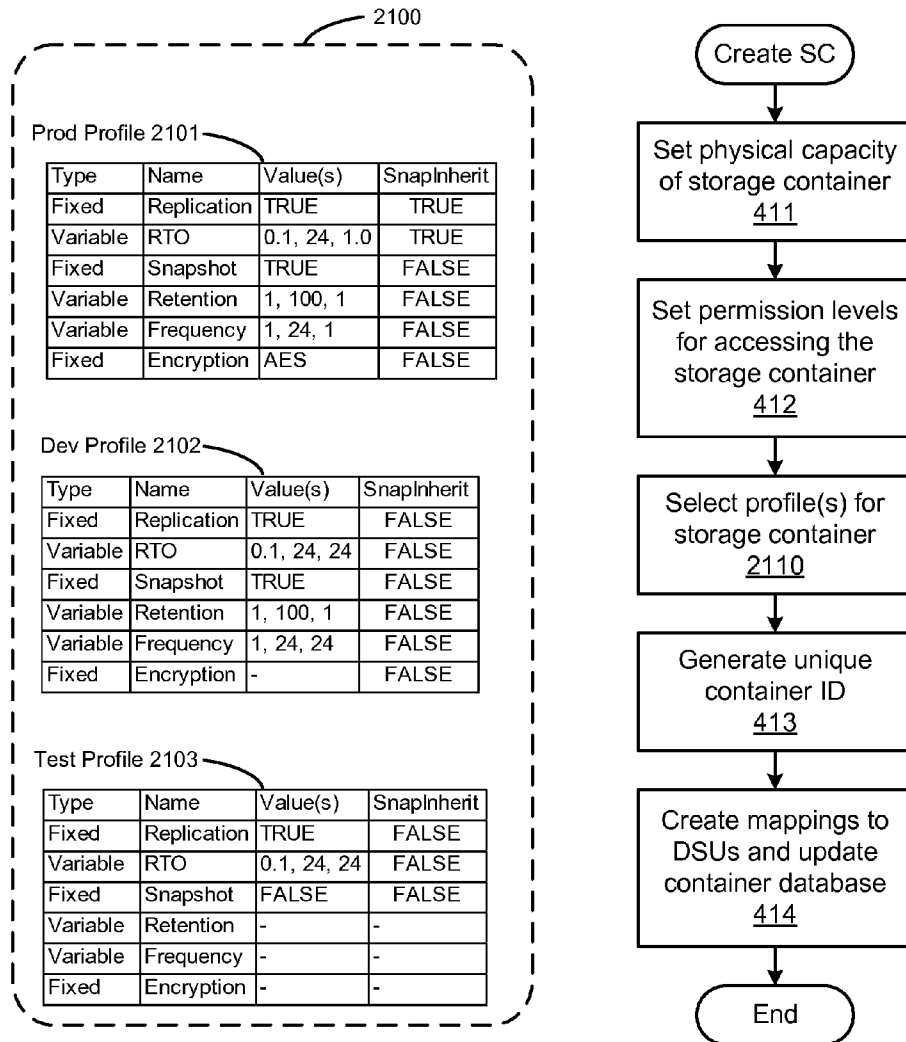 2100
Prod Profile 2101
Type Name Value(s) SnapInherit
Fixed Replication TRUE TRUE
Variable RTO 0.1, 24, 1.0 TRUE
Fixed Snapshot TRUE FALSE
Variable Retention 1, 100, 1 FALSE
Variable Frequency 1, 24, 1 FALSE
Fixed Encryption AES FALSE
Dev Profile 2102
Type Name Value(s) SnapInherit
Fixed Replication TRUE FALSE
Variable RTO 0.1, 24, 24 FALSE
Fixed Snapshot TRUE FALSE
Variable Retention 1, 100, 1 FALSE
Variable Frequency 1, 24, 24 FALSE
Fixed Encryption - FALSE
Test Profile 2103
Type Name Value(s) SnapInherit
Fixed Replication TRUE FALSE
Variable RTO 0.1, 24, 24 FALSE
Fixed Snapshot FALSE FALSE
Variable Retention - -
Variable Frequency - -
Fixed Encryption - -
Create SC
Set physical capacity
of storage container
411
Set permission levels
for accessing the
storage container
412
Select profile(s) for
storage container
2110
Generate unique
container ID
413
Create mappings to
DSUs and update
container database
414
End